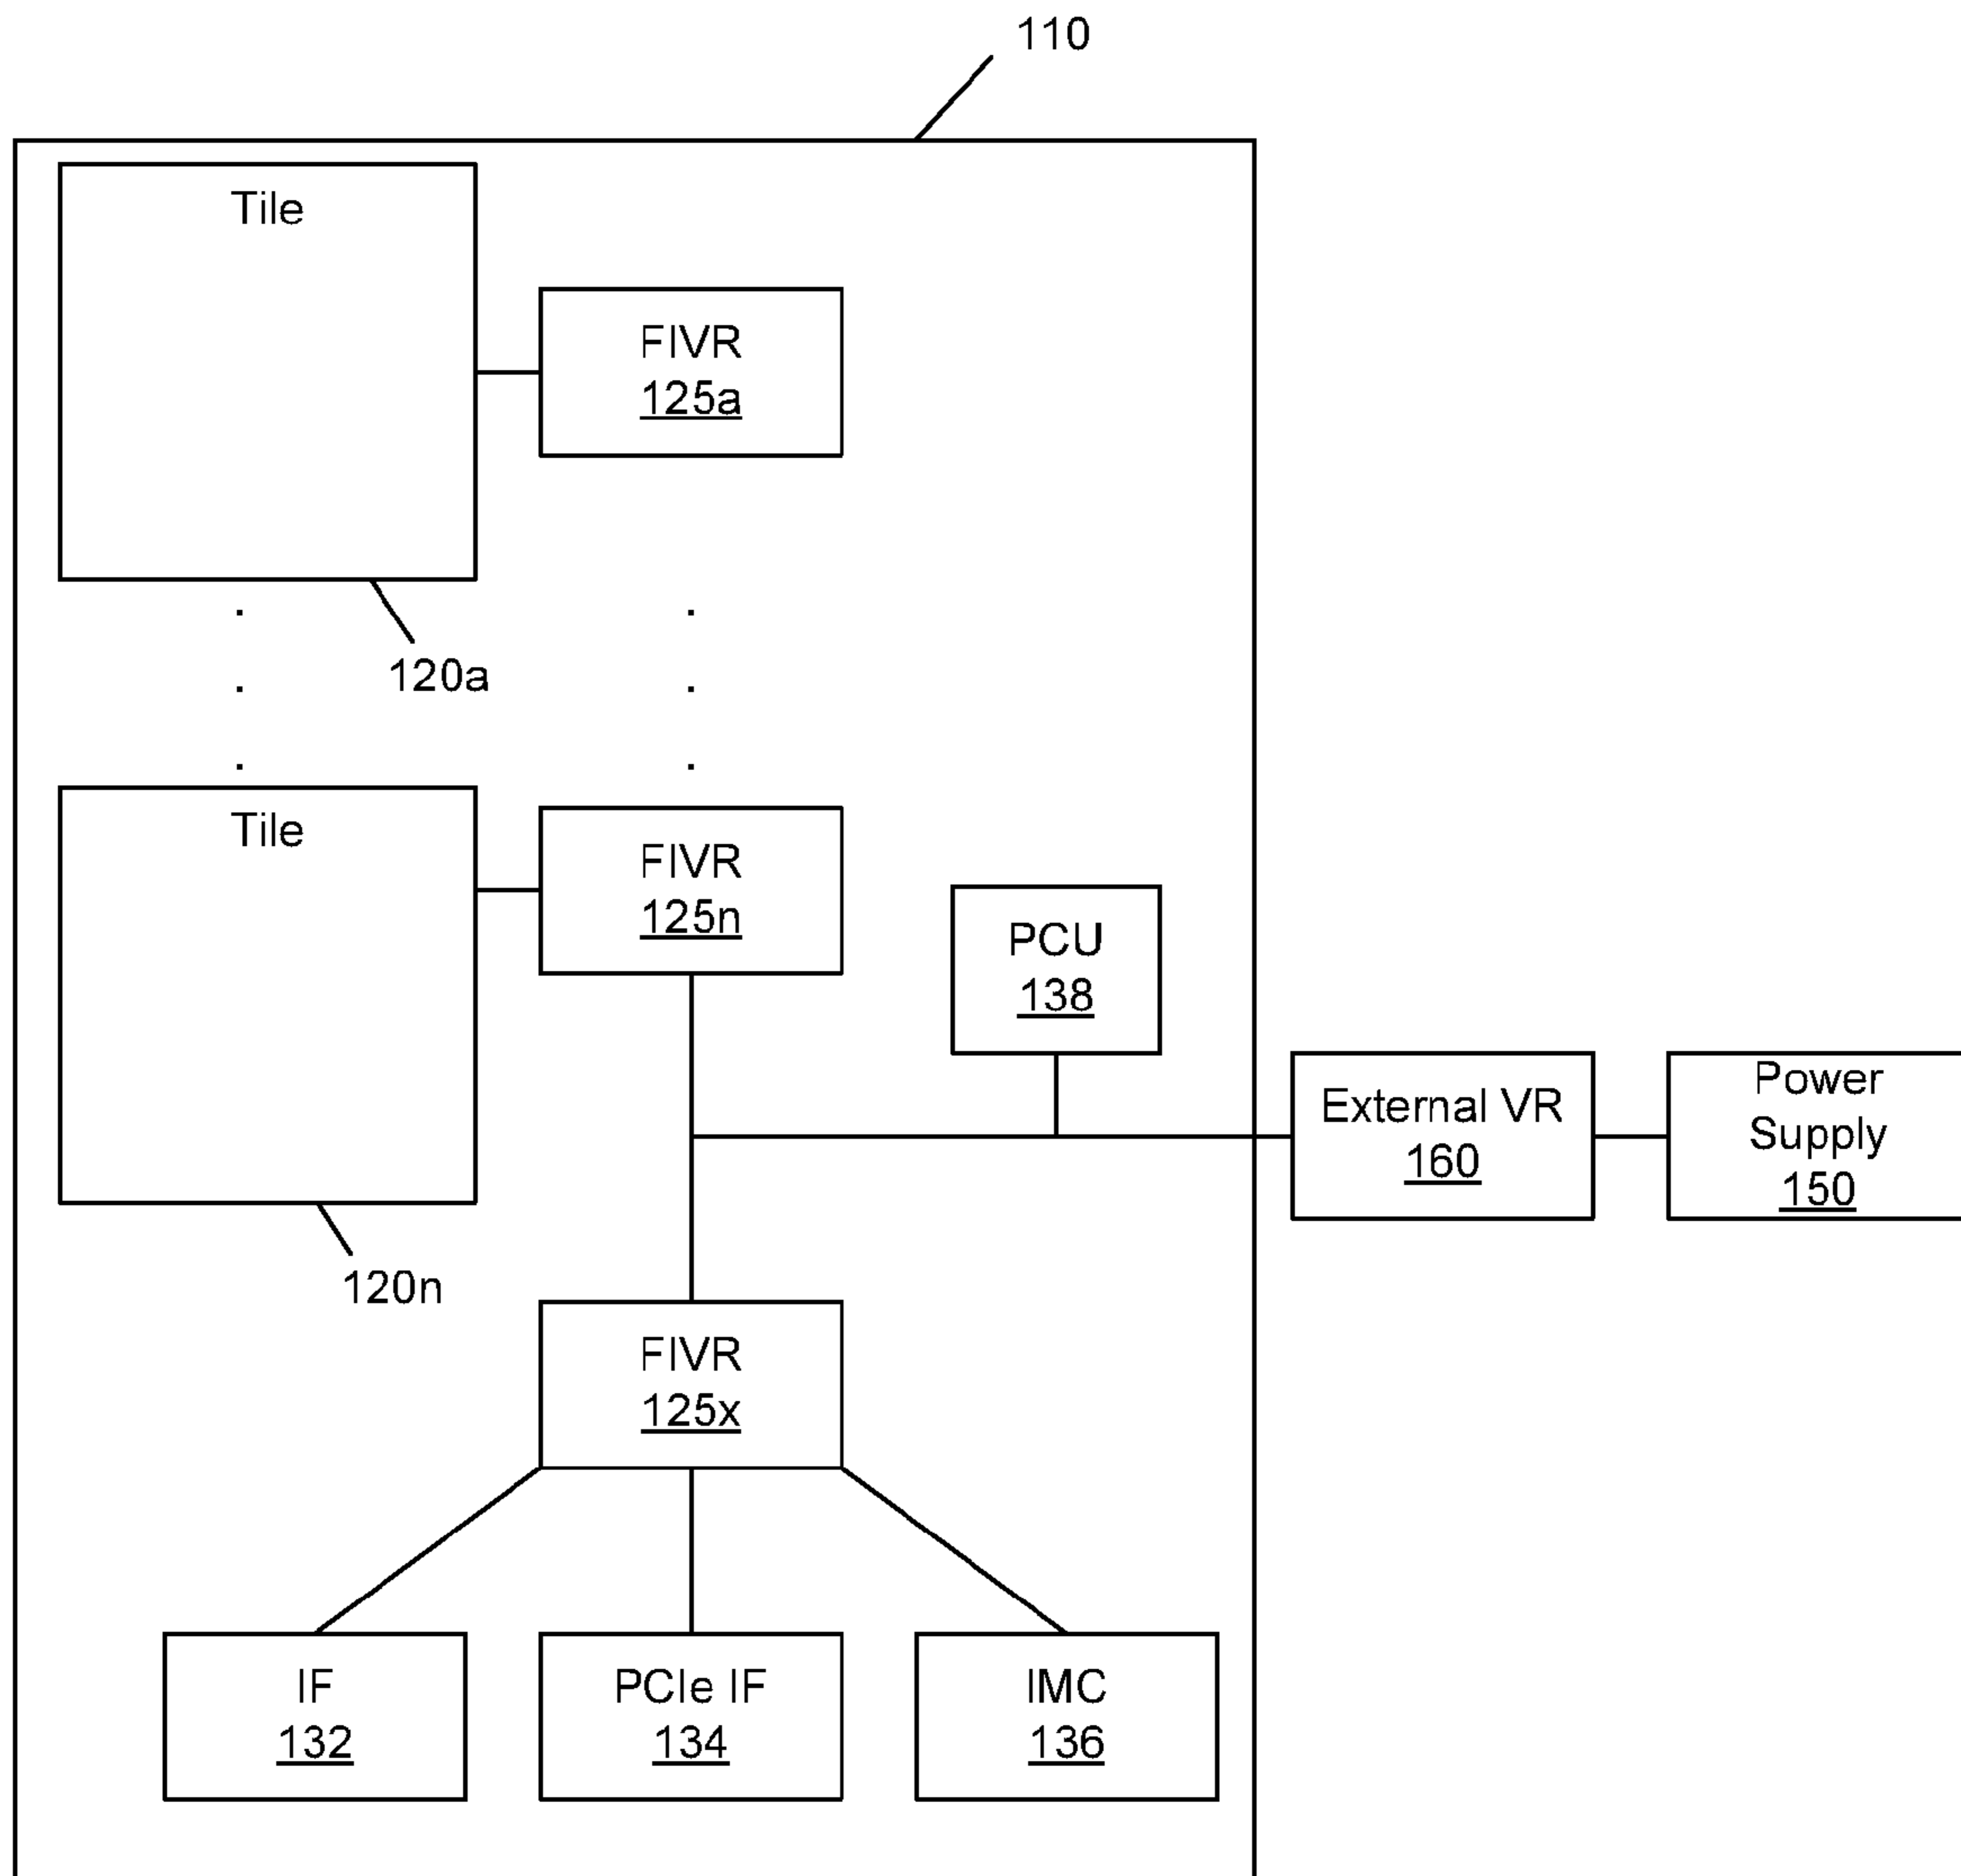 110
Tile
FIVR
125a
120a
Tile
FIVR
125n
PCU
138
External VR
160
Power
Supply
150
120n
FIVR
125x
IF
132
PCIe IF
134
IMC
136